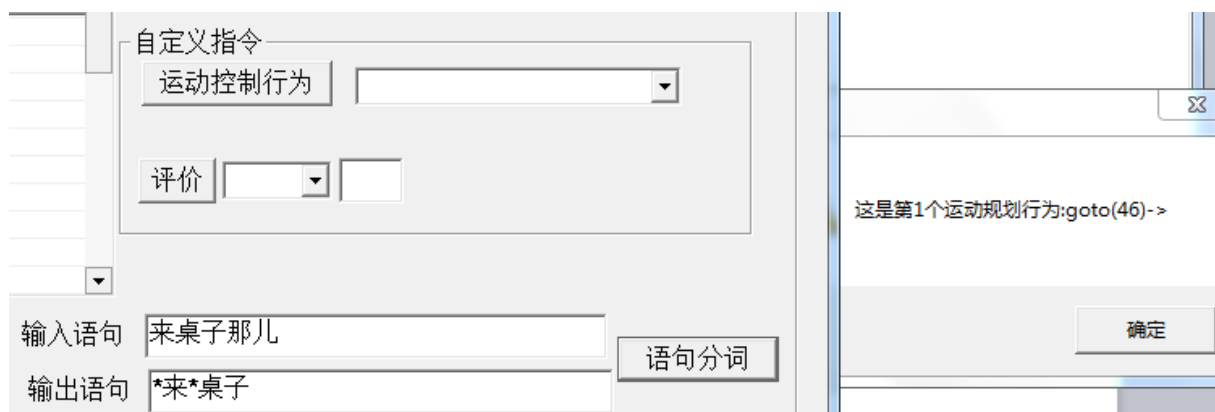 自定义指令
运动控制行为
评价
这是第1个运动规划行为:goto(46)->
确定
输入语句 来桌子那儿
语句分词
输出语句 *来*桌子